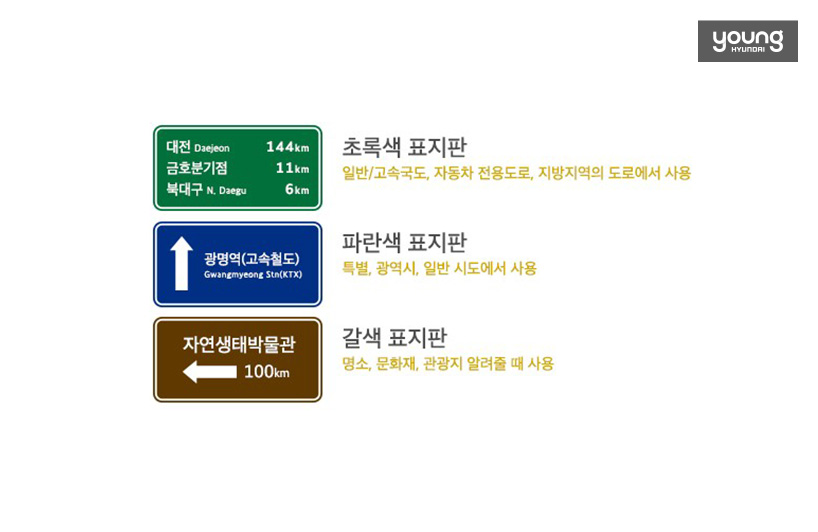 young
HYUNDAI
대전 Daejeon 144km
금호분기점 11km
북대구 N. Daegu 6km
초록색 표지판
일반/고속국도, 자동차 전용도로, 지방지역의 도로에서 사용
광명역(고속철도)
Gwangmyeong Stn(KTX)
파란색 표지판
특별, 광역시, 일반 시도에서 사용
자연생태박물관
100km
갈색 표지판
명소, 문화재, 관광지 알려줄 때 사용